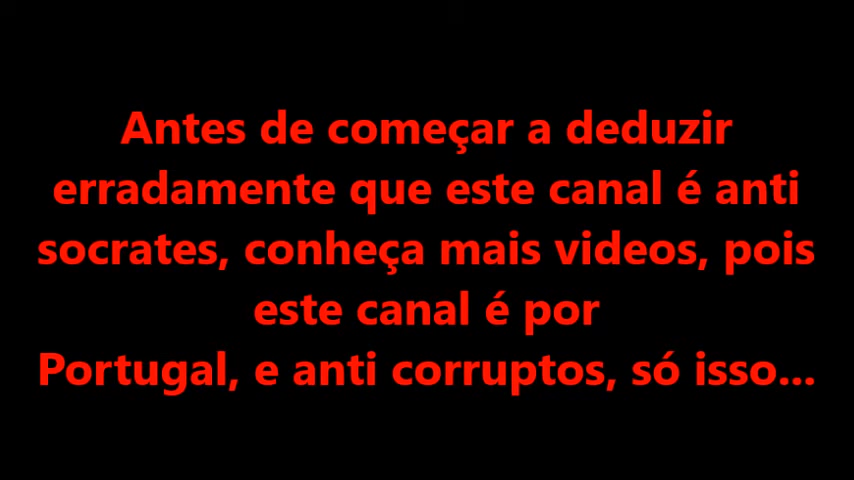 Antes de começar a deduzir
erradamente que este canal é anti
socrates, conheça mais videos, pois
este canal é por
Portugal, e anti corruptos, só isso...